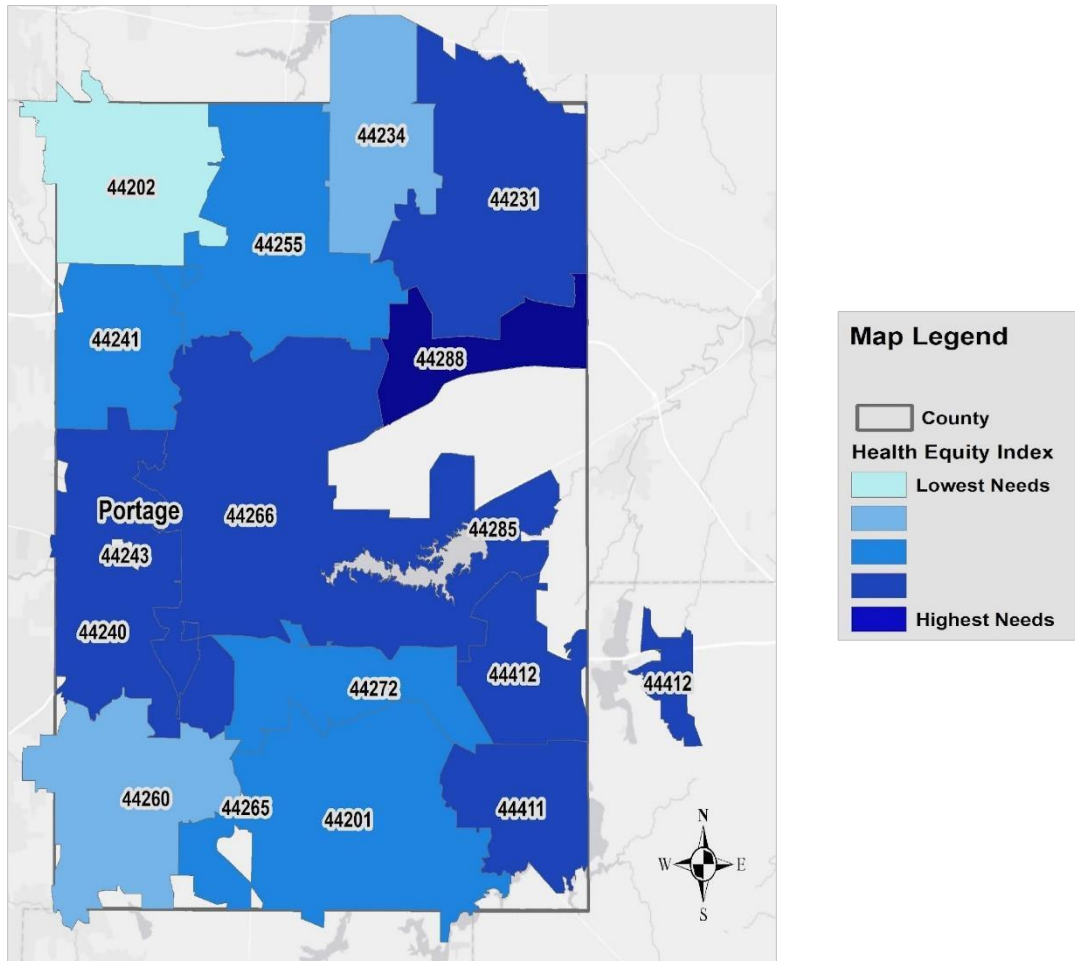 44234
44202
44231
44255
44241
44288
Portage
44266
44285
44243
44240
44412
44272
44412
44260
44265
44201
44411
N
W
E
S
Map Legend
County
Health Equity Index
Lowest Needs
Highest Needs